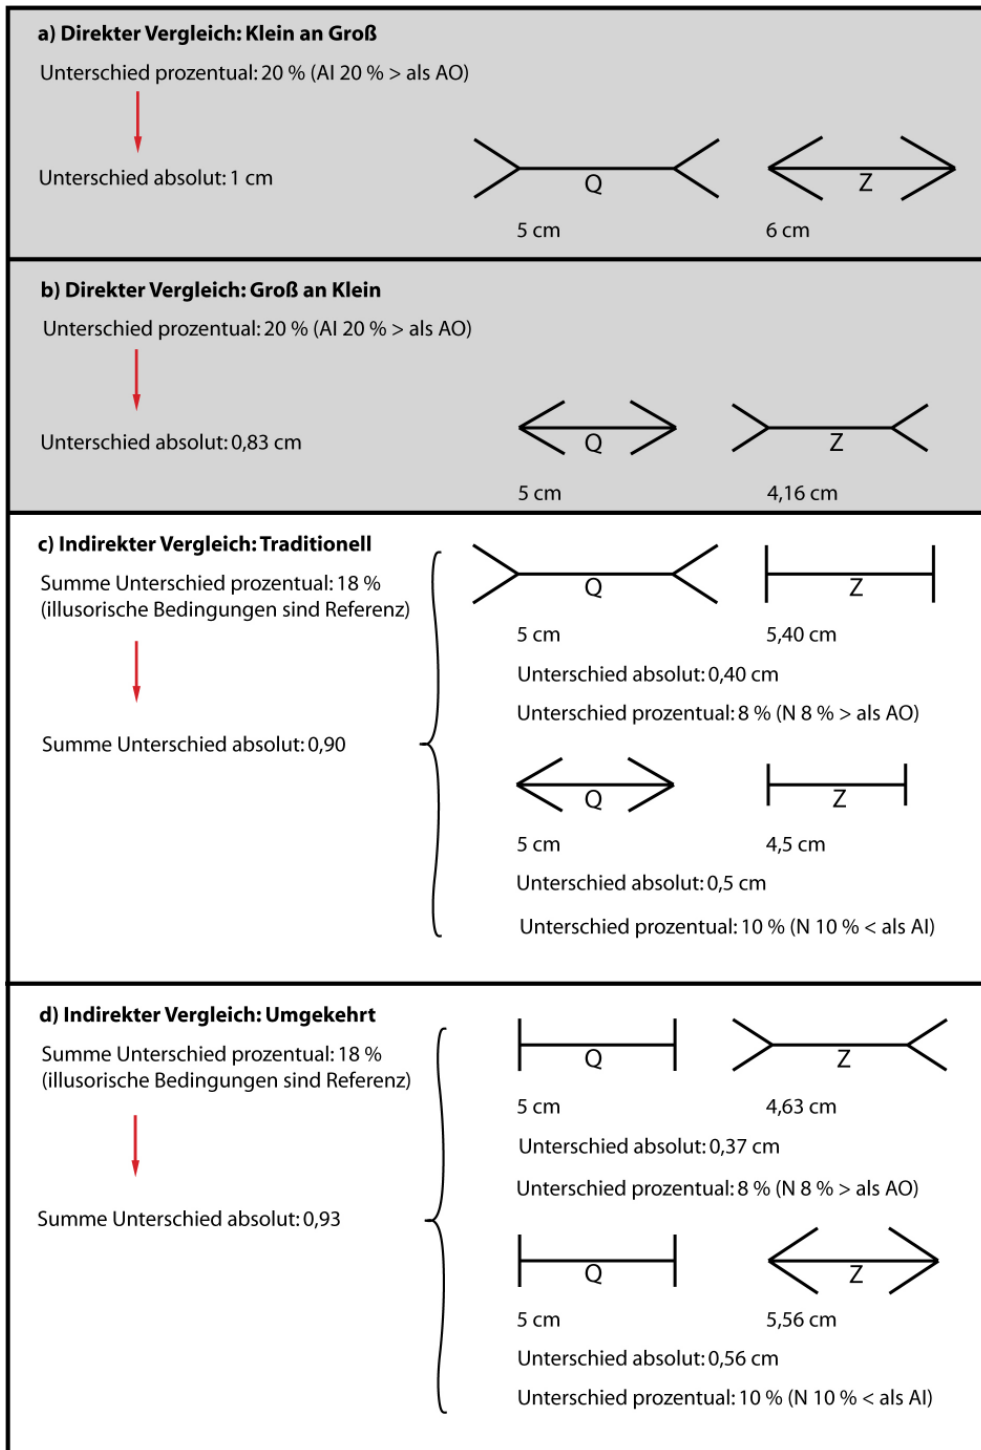 a) Direkter Vergleich: Klein an Groß
Unterschied prozentual: 20 % (AI 20 % > als AO)
Unterschied absolut: 1 cm
Q
Z
5 cm
6 cm
b) Direkter Vergleich: Groß an Klein
Unterschied prozentual: 20 % (AI 20 % > als AO)
Unterschied absolut: 0,83 cm
Q
Z
5 cm
4,16 cm
c) Indirekter Vergleich: Traditionell
Summe Unterschied prozentual: 18 %
(illusorische Bedingungen sind Referenz)
Summe Unterschied absolut: 0,90
Q
Z
5 cm
5,40 cm
Unterschied absolut: 0,40 cm
Unterschied prozentual: 8 % (N 8 % > als AO)
Q
Z
5 cm
4,5 cm
Unterschied absolut: 0,5 cm
Unterschied prozentual: 10 % (N 10 % < als AI)
d) Indirekter Vergleich: Umgekehrt
Summe Unterschied prozentual: 18 %
(illusorische Bedingungen sind Referenz)
Summe Unterschied absolut: 0,93
Q
Z
5 cm
4,63 cm
Unterschied absolut: 0,37 cm
Unterschied prozentual: 8 % (N 8 % > als AO)
Q
Z
5 cm
5,56 cm
Unterschied absolut: 0,56 cm
Unterschied prozentual: 10 % (N 10 % < als AI)